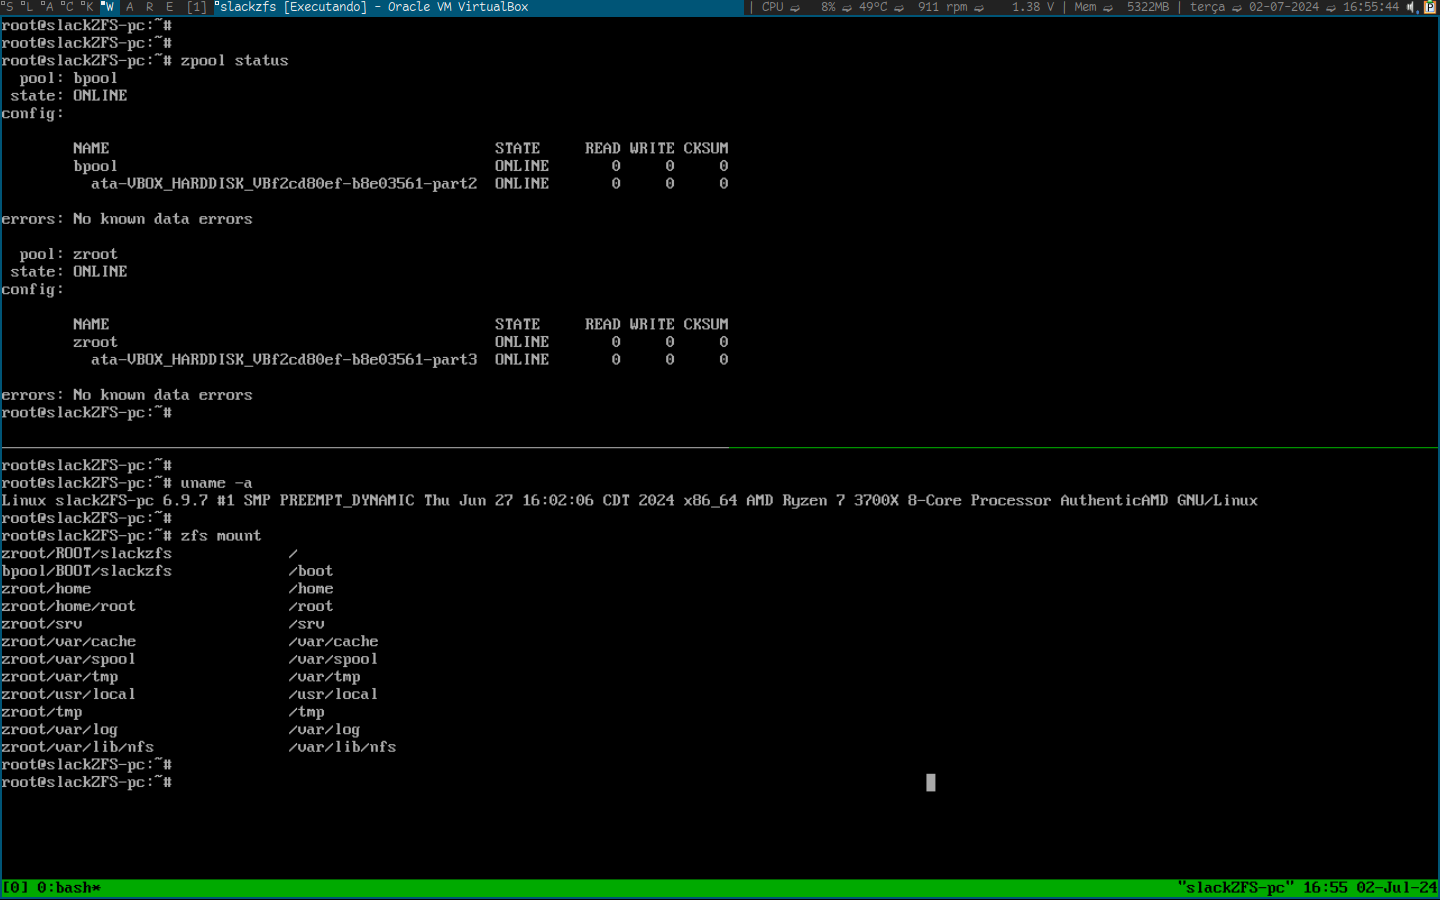 "S "L "A "C "K "W A R E [1] "slackzfs [Executando] - Oracle VM VirtualBox | CPU 8% 49ºC 911 rpm 1.38 V | Mem 5322MB | terça 02-07-2024 16:55:44
root@slackZFS-pc:~#
root@slackZFS-pc:~#
root@slackZFS-pc:~# zpool status
pool: bpool
state: ONLINE
config:
NAME STATE READ WRITE CKSUM
bpool ONLINE 0 0 0
ata-VBOX_HARDDISK_VBf2cd80ef-b8e03561-part2 ONLINE 0 0 0
errors: No known data errors
pool: zroot
state: ONLINE
config:
NAME STATE READ WRITE CKSUM
zroot ONLINE 0 0 0
ata-VBOX_HARDDISK_VBf2cd80ef-b8e03561-part3 ONLINE 0 0 0
errors: No known data errors
root@slackZFS-pc:~#
root@slackZFS-pc:~#
root@slackZFS-pc:~# uname -a
Linux slackZFS-pc 6.9.7 #1 SMP PREEMPT_DYNAMIC Thu Jun 27 16:02:06 CDT 2024 x86_64 AMD Ryzen 7 3700X 8-Core Processor AuthenticAMD GNU/Linux
root@slackZFS-pc:~#
root@slackZFS-pc:~# zfs mount
zroot/ROOT/slackzfs /
bpool/BOOT/slackzfs /boot
zroot/home /home
zroot/home/root /root
zroot/srv /srv
zroot/var/cache /var/cache
zroot/var/spool /var/spool
zroot/var/tmp /var/tmp
zroot/usr/local /usr/local
zroot/tmp /tmp
zroot/var/log /var/log
zroot/var/lib/nfs /var/lib/nfs
root@slackZFS-pc:~#
root@slackZFS-pc:~#
[0] 0:bash* "slackZFS-pc" 16:55 02-Jul-24